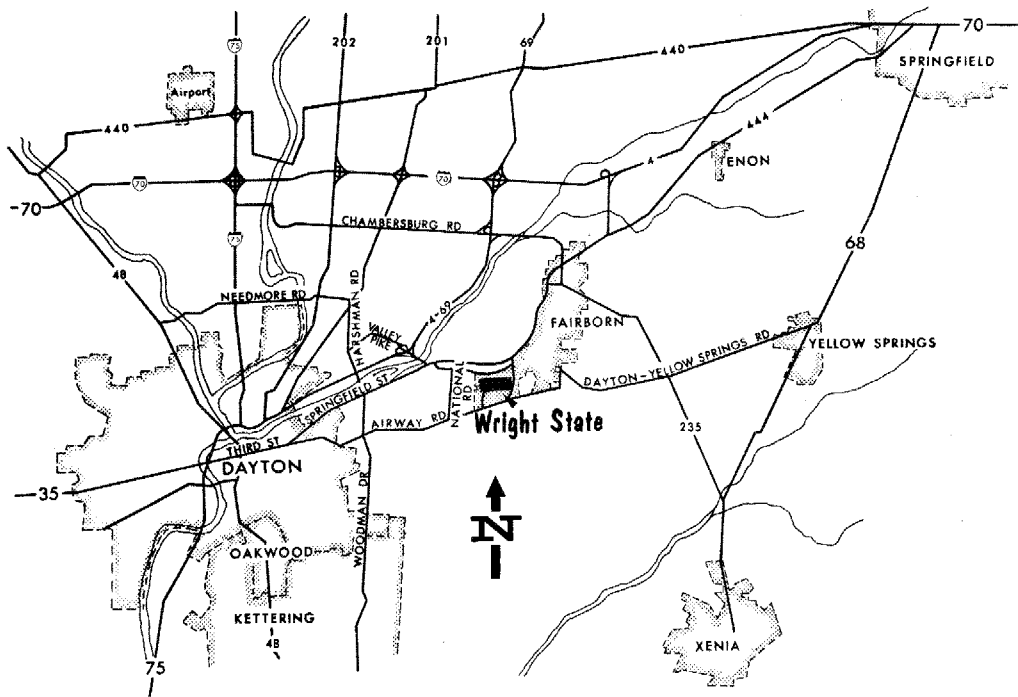 75
202
201
69
440
70
SPRINGFIELD
Airport
440
444
4
ENON
70
70
-70
CHAMBERSBURG RD
75
68
48
NEEDMORE RD
HARSHMAN RD
4-69
VALLEY
PIKE
FAIRBORN
DAYTON-YELLOW SPRINGS RD
YELLOW SPRINGS
SPRINGFIELD ST
NATIONAL
RD
AIRWAY RD
Wright State
235
THIRD ST
DAYTON
35
WOODMAN DR
N
OAKWOOD
KETTERING
48
XENIA
75